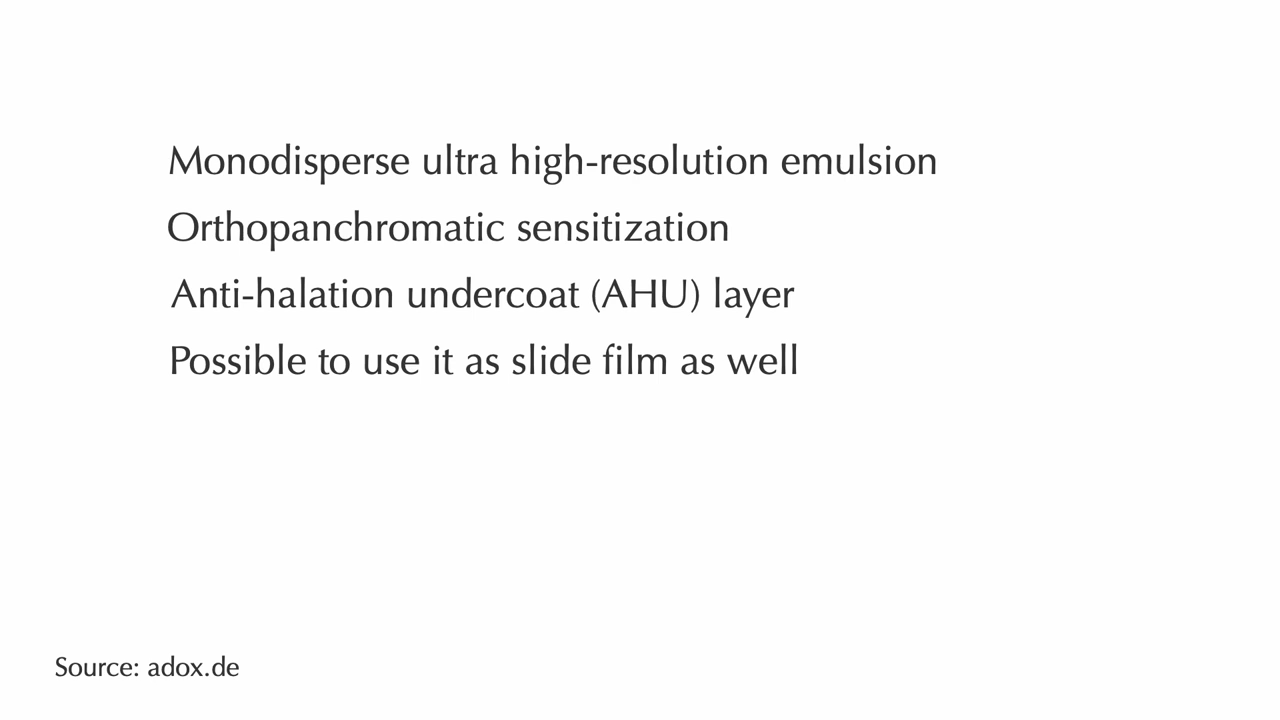 Monodisperse ultra high-resolution emulsion
Orthopanchromatic sensitization
Anti-halation undercoat (AHU) layer
Possible to use it as slide film as well
Source: adox.de